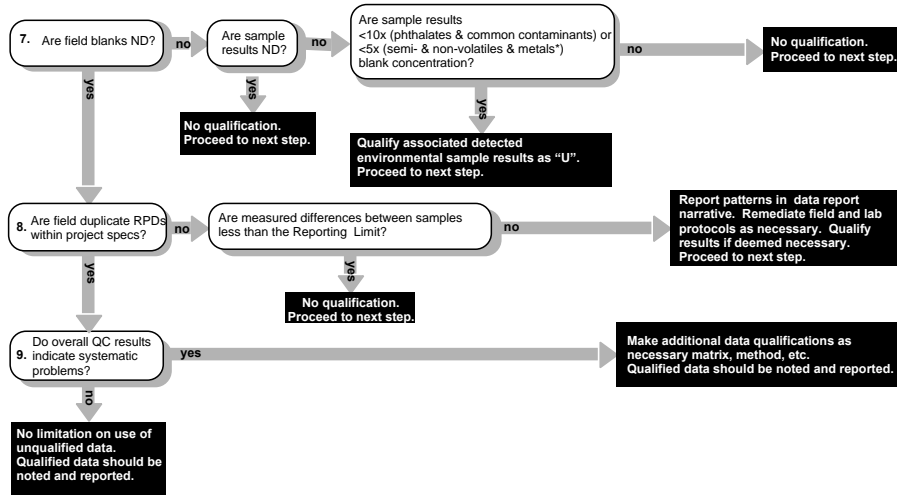 7. Are field blanks ND?
no
Are sample
results ND?
no
Are sample results
<10x (phthalates & common contaminants) or
<5x (semi- & non-volatiles & metals*)
blank concentration?
no
No qualification.
Proceed to next step.
yes
yes
yes
No qualification.
Proceed to next step.
Qualify associated detected
environmental sample results as “U”.
Proceed to next step.
8. Are field duplicate RPDs
within project specs?
no
Are measured differences between samples
less than the Reporting Limit?
no
Report patterns in data report
narrative. Remediate field and lab
protocols as necessary. Qualify
results if deemed necessary.
Proceed to next step.
yes
yes
No qualification.
Proceed to next step.
9. Do overall QC results
indicate systematic
problems?
yes
Make additional data qualifications as
necessary matrix, method, etc.
Qualified data should be noted and reported.
no
No limitation on use of
unqualified data.
Qualified data should be
noted and reported.